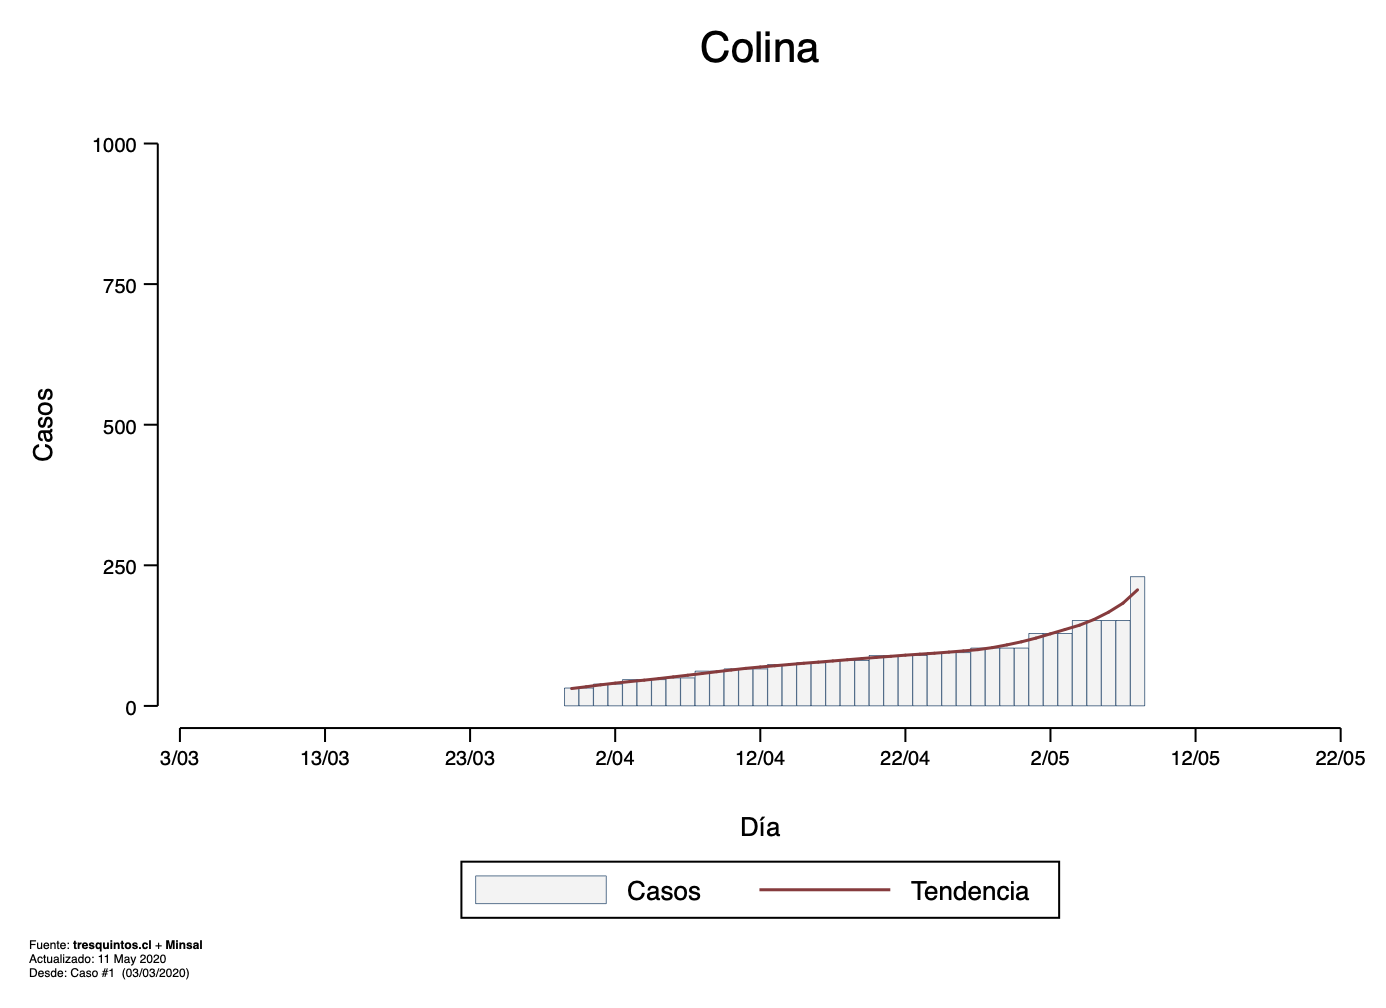 Colina
1000
750
500
250
0
Casos
3/03 13/03 23/03 2/04 12/04 22/04 2/05 12/05 22/05
Día
Casos Tendencia
Fuente: tresquintos.cl + Minsal
Actualizado: 11 May 2020
Desde: Caso #1 (03/03/2020)